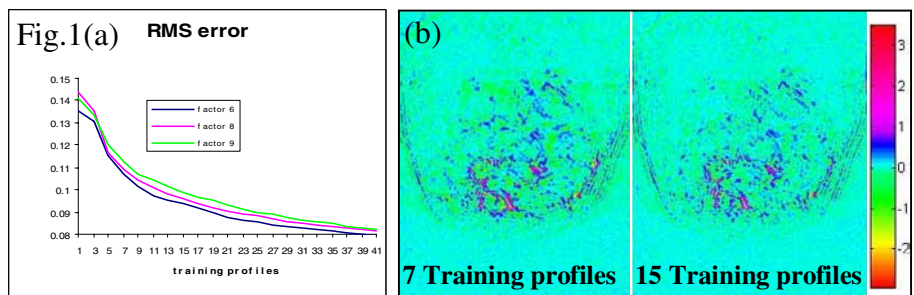 Fig.1(a) RMS error
0.15
0.14
0.13
0.12
0.11
0.1
0.09
0.08
factor 6
factor 8
factor 9
1 3 5 7 9 11 13 15 17 19 21 23 25 27 29 31 33 35 37 39 41
training profiles
(b)
7 Training profiles
15 Training profiles
3
2
1
0
-1
-2